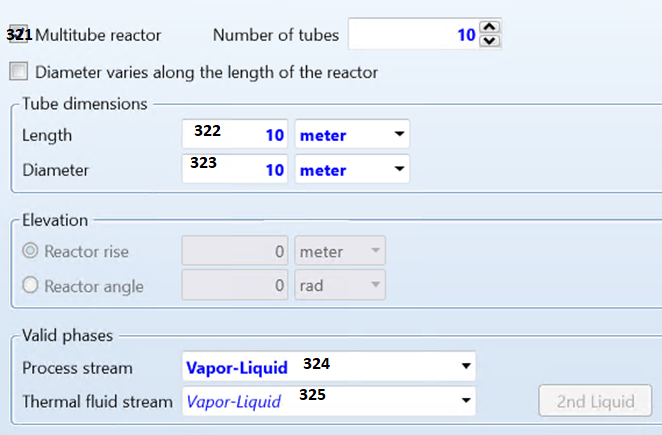 321 Multitube reactor Number of tubes 10
Diameter varies along the length of the reactor
Tube dimensions
Length 322 10 meter
Diameter 323 10 meter
Elevation
Reactor rise 0 meter
Reactor angle 0 rad
Valid phases
Process stream Vapor-Liquid 324
Thermal fluid stream Vapor-Liquid 325 2nd Liquid